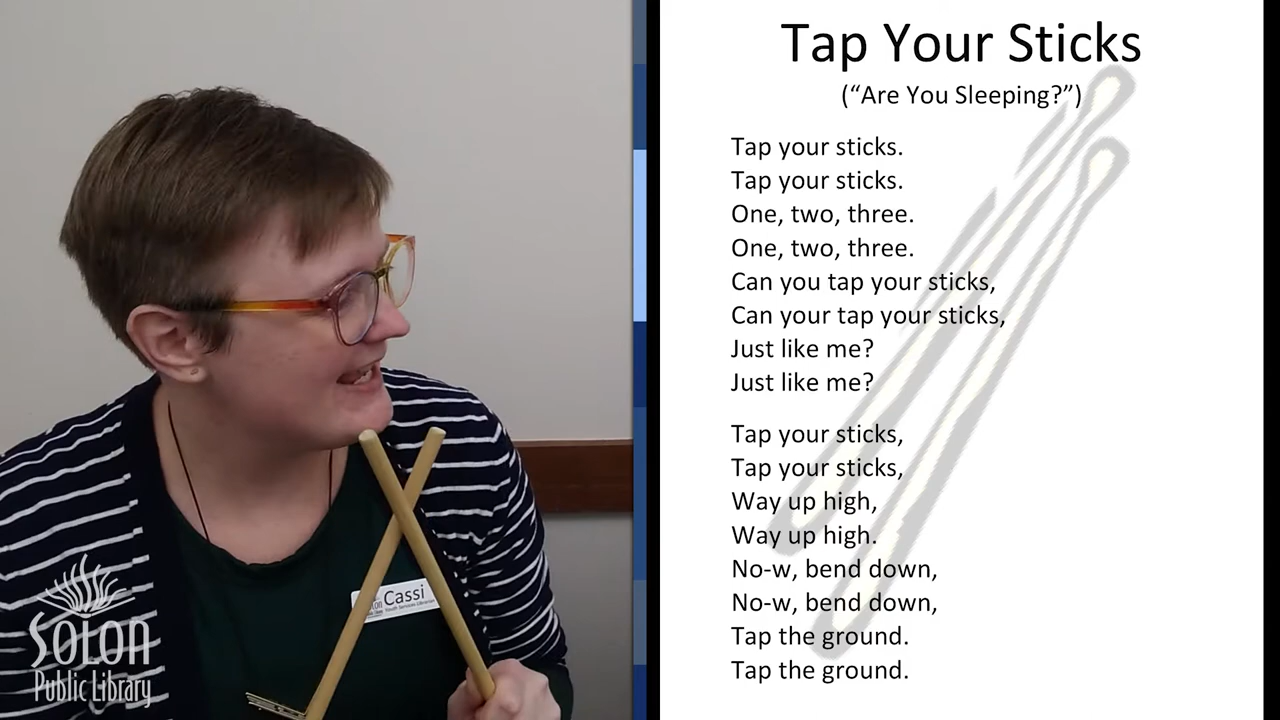 Tap Your Sticks
(“Are You Sleeping?”)
Tap your sticks.
Tap your sticks.
One, two, three.
One, two, three.
Can you tap your sticks,
Can your tap your sticks,
Just like me?
Just like me?
Tap your sticks,
Tap your sticks,
Way up high,
Way up high.
No-w, bend down,
No-w, bend down,
Tap the ground.
Tap the ground.
Cassi
Youth Services Librarian
SOLON
Public Library